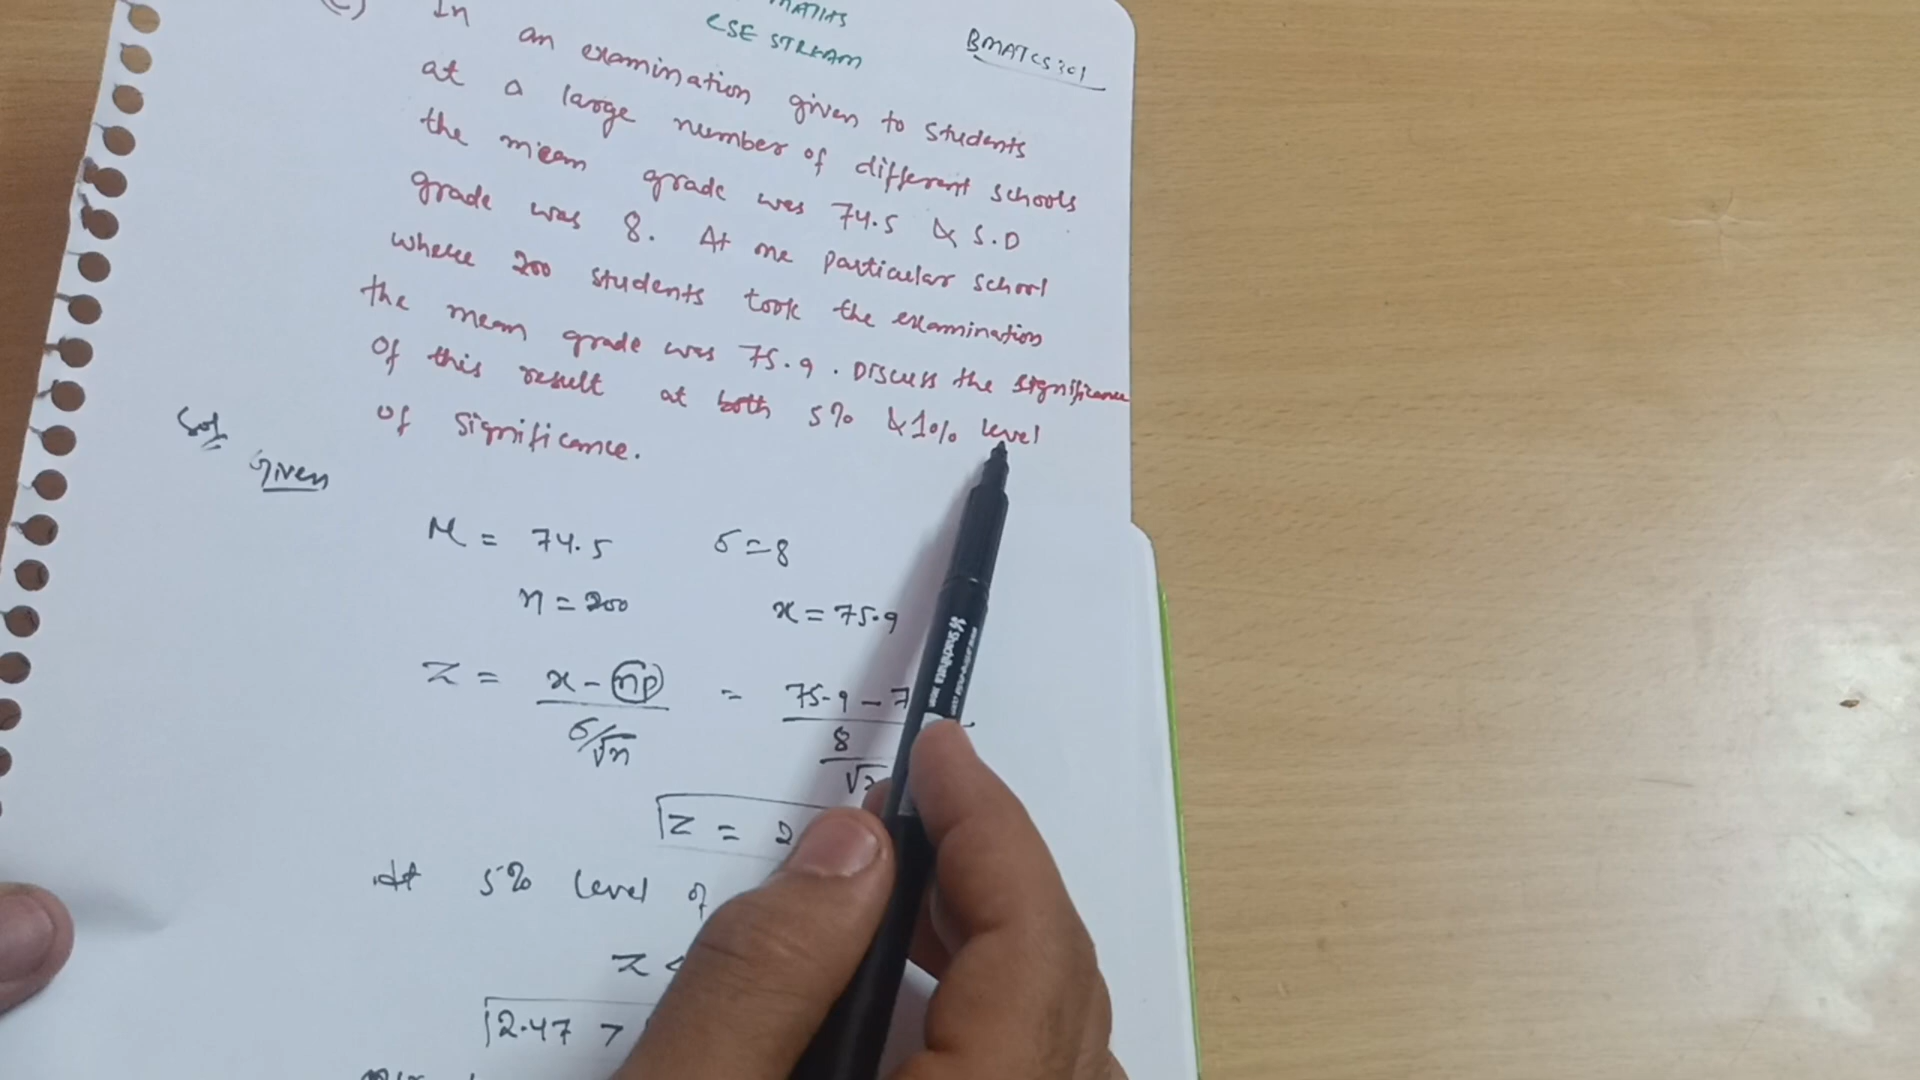 MATHS
CSE STREAM
BMATCS301
In an examination given to students
at a large number of different schools
the mean grade was 74.5 & S.D
grade was 8. At one particular school
where 200 students took the examination
the mean grade was 75.9. Discuss the significance
of this result at both 5% & 1% level
of significance.
Sol
Given
M = 74.5 σ = 8
n = 200 x = 75.9
Z = x - np / σ/√n = 75.9 - 7 / 8/√2
Z = 2
At 5% level of
Z <
2.47 >